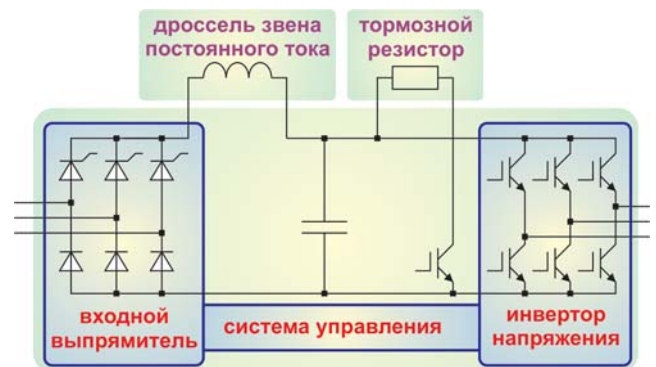 дроссель звена
постоянного тока
тормозной
резистор
входной
выпрямитель
система управления
инвертор
напряжения